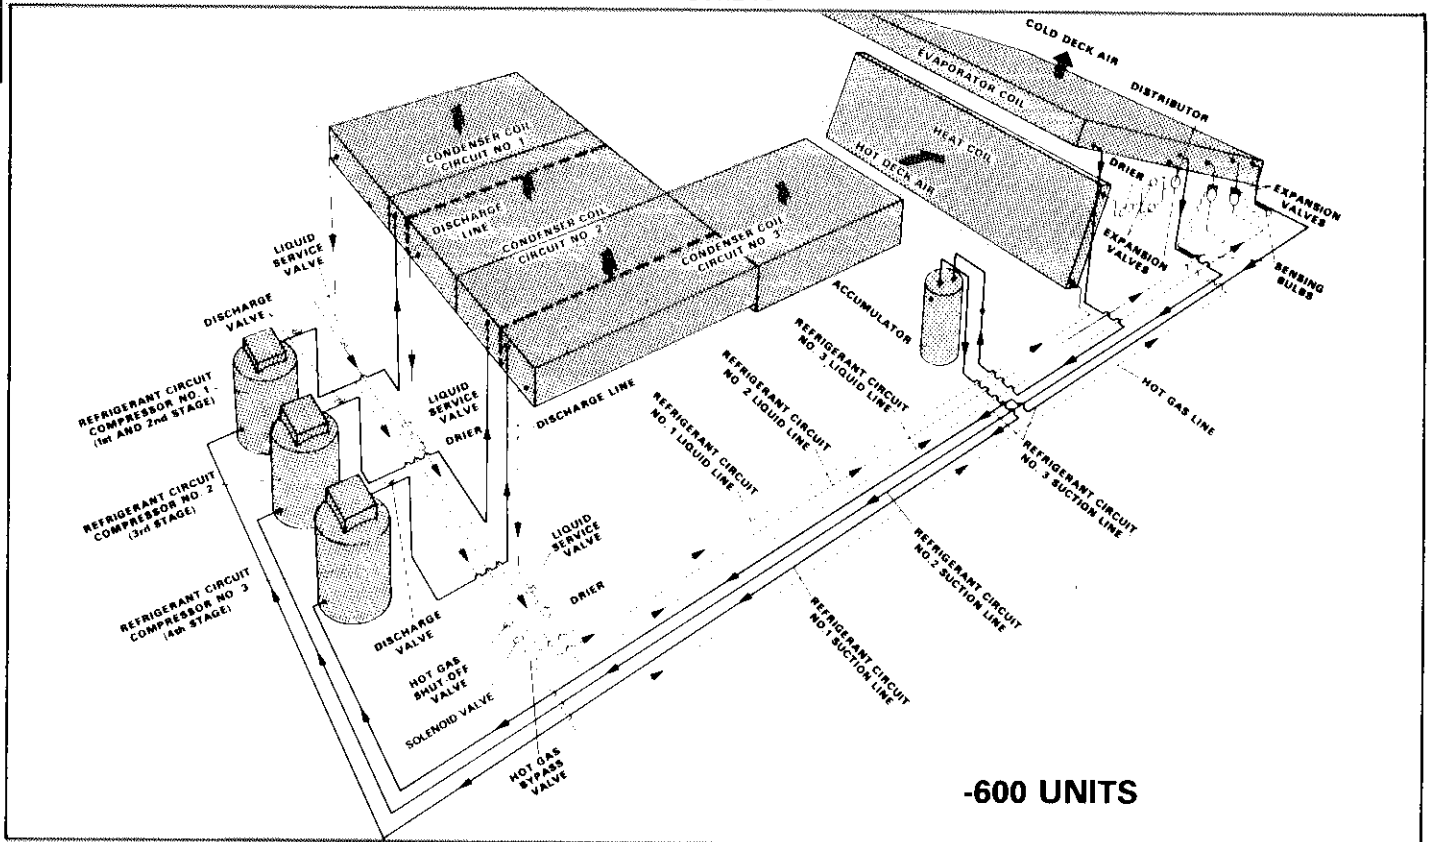 COLD DECK AIR
EVAPORATOR COIL
DISTRIBUTOR
HEAT COIL
HOT DECK AIR
DRIER
EXPANSION
VALVES
EXPANSION
VALVES
SENSING
BULBS
CONDENSER COIL
CIRCUIT NO. 1
DISCHARGE
LINE
CONDENSER COIL
CIRCUIT NO. 2
CONDENSER COIL
CIRCUIT NO. 3
LIQUID
SERVICE
VALVE
DISCHARGE
VALVE
ACCUMULATOR
REFRIGERANT CIRCUIT
COMPRESSOR NO. 1
(1st AND 2nd STAGE)
LIQUID
SERVICE
VALVE
DRIER
DISCHARGE LINE
REFRIGERANT CIRCUIT
NO. 1 LIQUID LINE
REFRIGERANT CIRCUIT
NO. 2 LIQUID LINE
REFRIGERANT CIRCUIT
NO. 3 LIQUID LINE
HOT GAS LINE
REFRIGERANT CIRCUIT
COMPRESSOR NO. 2
(3rd STAGE)
REFRIGERANT CIRCUIT
NO. 3 SUCTION LINE
REFRIGERANT CIRCUIT
NO.2 SUCTION LINE
REFRIGERANT CIRCUIT
NO.1 SUCTION LINE
LIQUID
SERVICE
VALVE
DRIER
REFRIGERANT CIRCUIT
COMPRESSOR NO 3
(4th STAGE)
DISCHARGE
VALVE
HOT GAS
SHUT-OFF
VALVE
SOLENOID VALVE
HOT GAS
BYPASS
VALVE
-600 UNITS